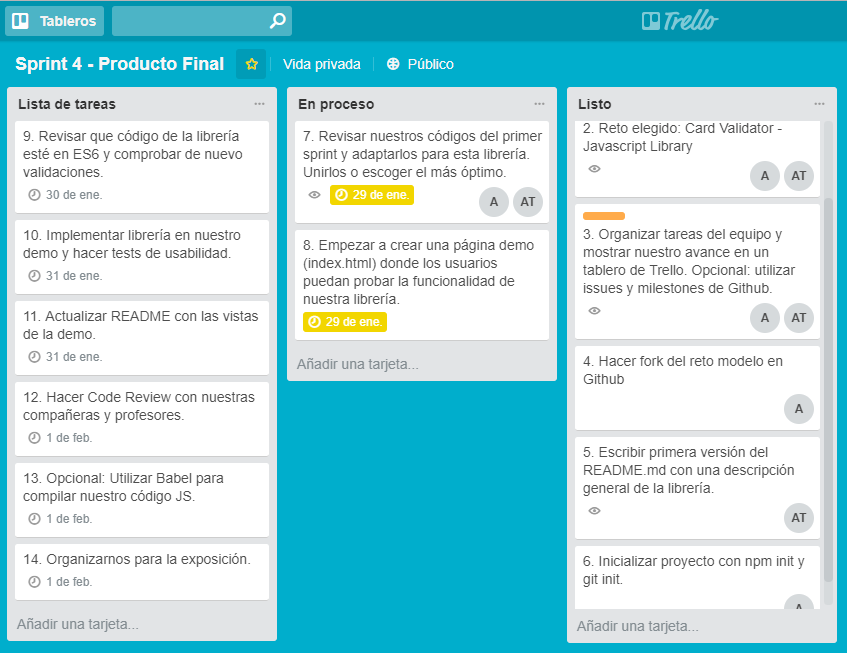 Tableros
Trello
Sprint 4 - Producto Final
Vida privada
Público
Lista de tareas
9. Revisar que código de la librería
esté en ES6 y comprobar de nuevo
validaciones.
30 de ene.
10. Implementar librería en nuestro
demo y hacer tests de usabilidad.
31 de ene.
11. Actualizar README con las vistas
de la demo.
31 de ene.
12. Hacer Code Review con nuestras
compañeras y profesores.
1 de feb.
13. Opcional: Utilizar Babel para
compilar nuestro código JS.
1 de feb.
14. Organizarnos para la exposición.
1 de feb.
Añadir una tarjeta...
En proceso
7. Revisar nuestros códigos del primer
sprint y adaptarlos para esta librería.
Unirlos o escoger el más óptimo.
29 de ene.
A
AT
8. Empezar a crear una página demo
(index.html) donde los usuarios
puedan probar la funcionalidad de
nuestra librería.
29 de ene.
Añadir una tarjeta...
Listo
2. Reto elegido: Card Validator -
Javascript Library
A
AT
3. Organizar tareas del equipo y
mostrar nuestro avance en un
tablero de Trello. Opcional: utilizar
issues y milestones de Github.
A
AT
4. Hacer fork del reto modelo en
Github
A
5. Escribir primera versión del
README.md con una descripción
general de la librería.
AT
6. Inicializar proyecto con npm init y
git init.
A
Añadir una tarjeta...